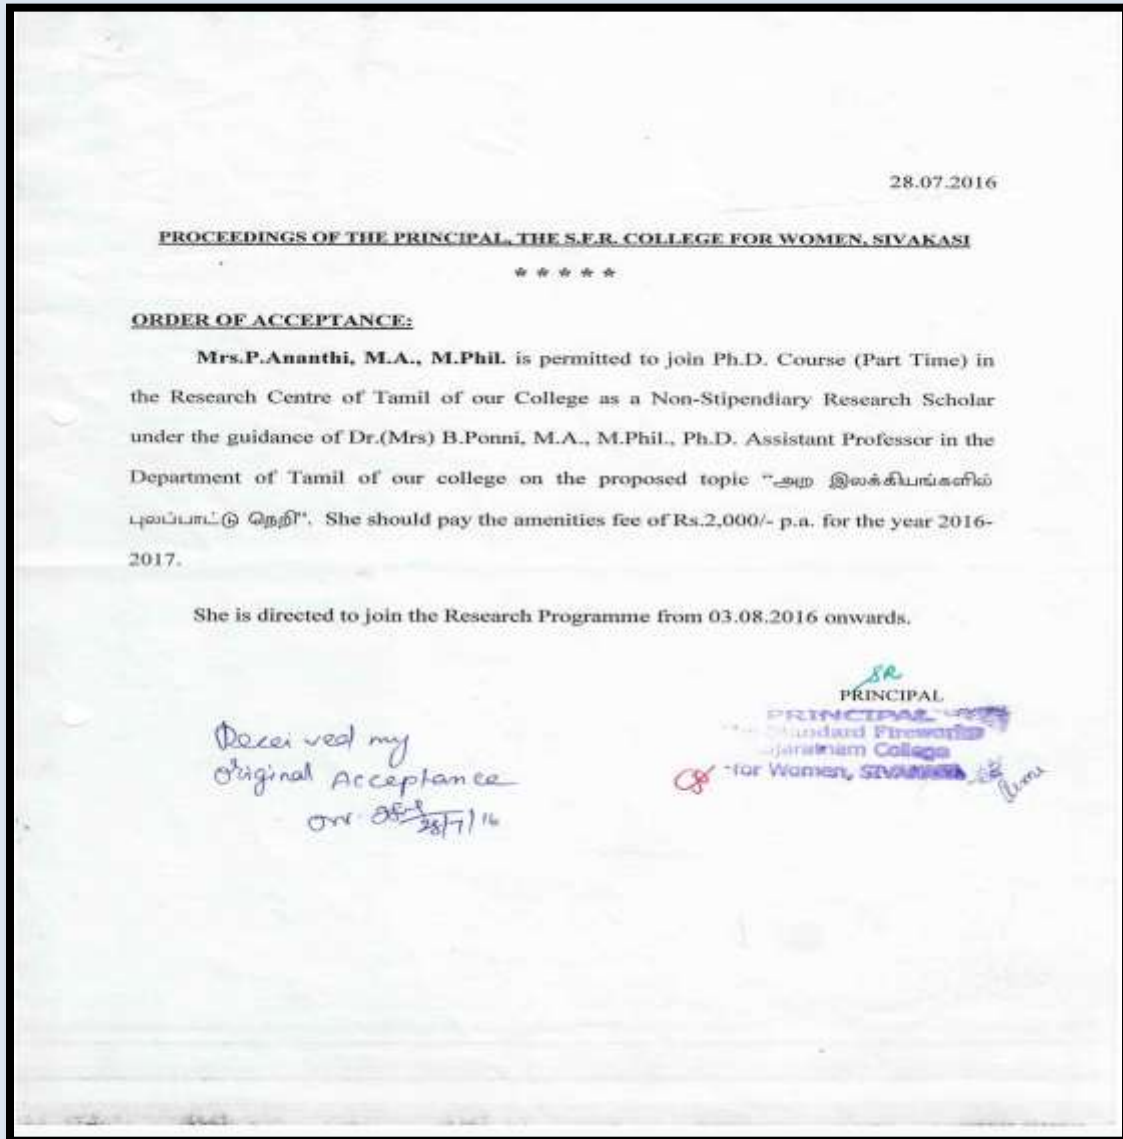 28.07.2016
PROCEEDINGS OF THE PRINCIPAL, THE S.F.R. COLLEGE FOR WOMEN, SIVAKASI
* * * * *
ORDER OF ACCEPTANCE:
Mrs.P.Ananthi, M.A., M.Phil. is permitted to join Ph.D. Course (Part Time) in
the Research Centre of Tamil of our College as a Non-Stipendiary Research Scholar
under the guidance of Dr.(Mrs) B.Ponni, M.A., M.Phil., Ph.D. Assistant Professor in the
Department of Tamil of our college on the proposed topic “அற இலக்கியங்களில்
புலப்பாட்டு நெறி”. She should pay the amenities fee of Rs.2,000/- p.a. for the year 2016-
2017.
She is directed to join the Research Programme from 03.08.2016 onwards.
SR
PRINCIPAL
PRINCIPAL
Standard Fireworks
Rajaratnam College
for Women, SIVAKASI
Received my
original Acceptance
28/7/16